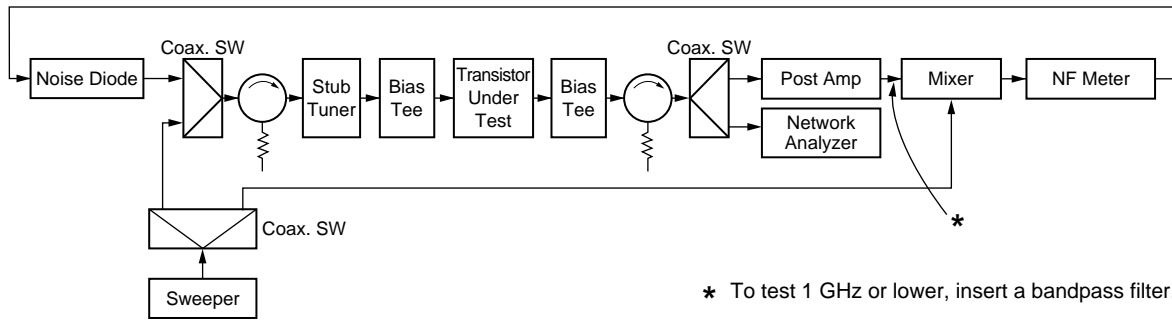 Coax. SW
Coax. SW
Noise Diode
Stub
Tuner
Bias
Tee
Transistor
Under
Test
Bias
Tee
Post Amp
Mixer
NF Meter
Network
Analyzer
Coax. SW
*
Sweeper
* To test 1 GHz or lower, insert a bandpass filter